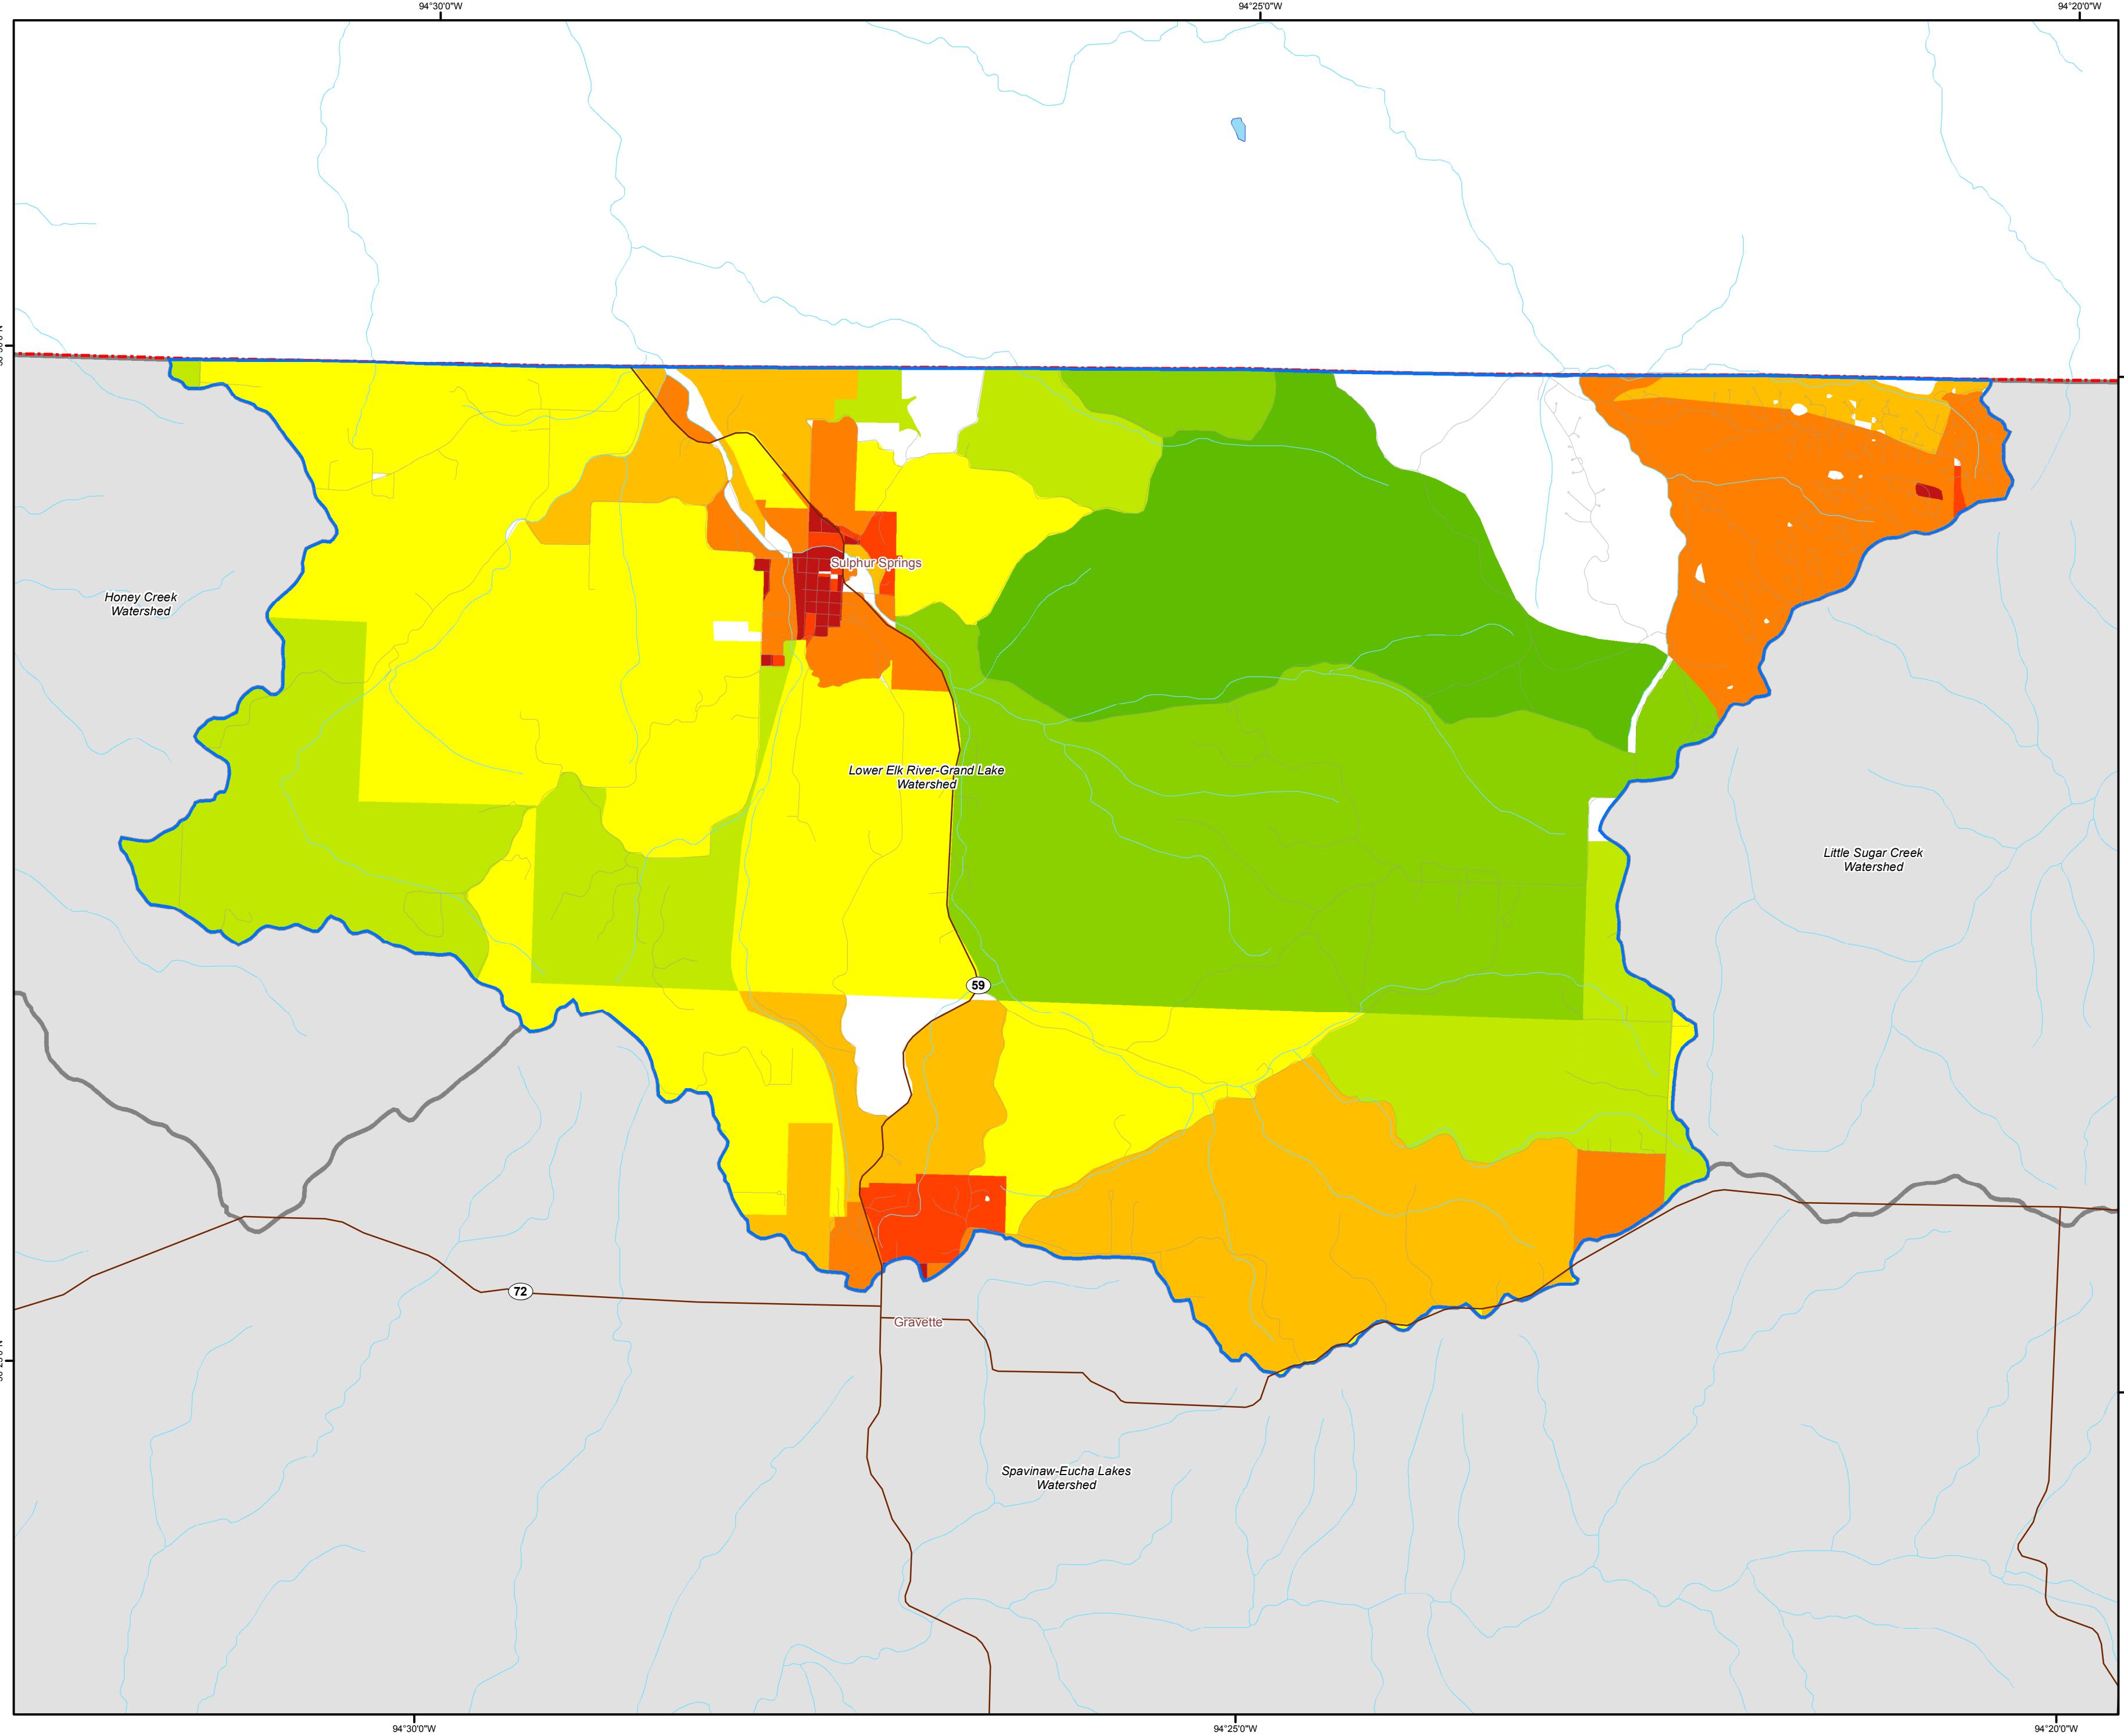 94°30'0"W
94°25'0"W
94°20'0"W
Sulphur Springs
Honey Creek
Watershed
Lower Elk River-Grand Lake
Watershed
Little Sugar Creek
Watershed
59
72
Gravette
Spavinaw-Eucha Lakes
Watershed
94°30'0"W
94°25'0"W
94°20'0"W